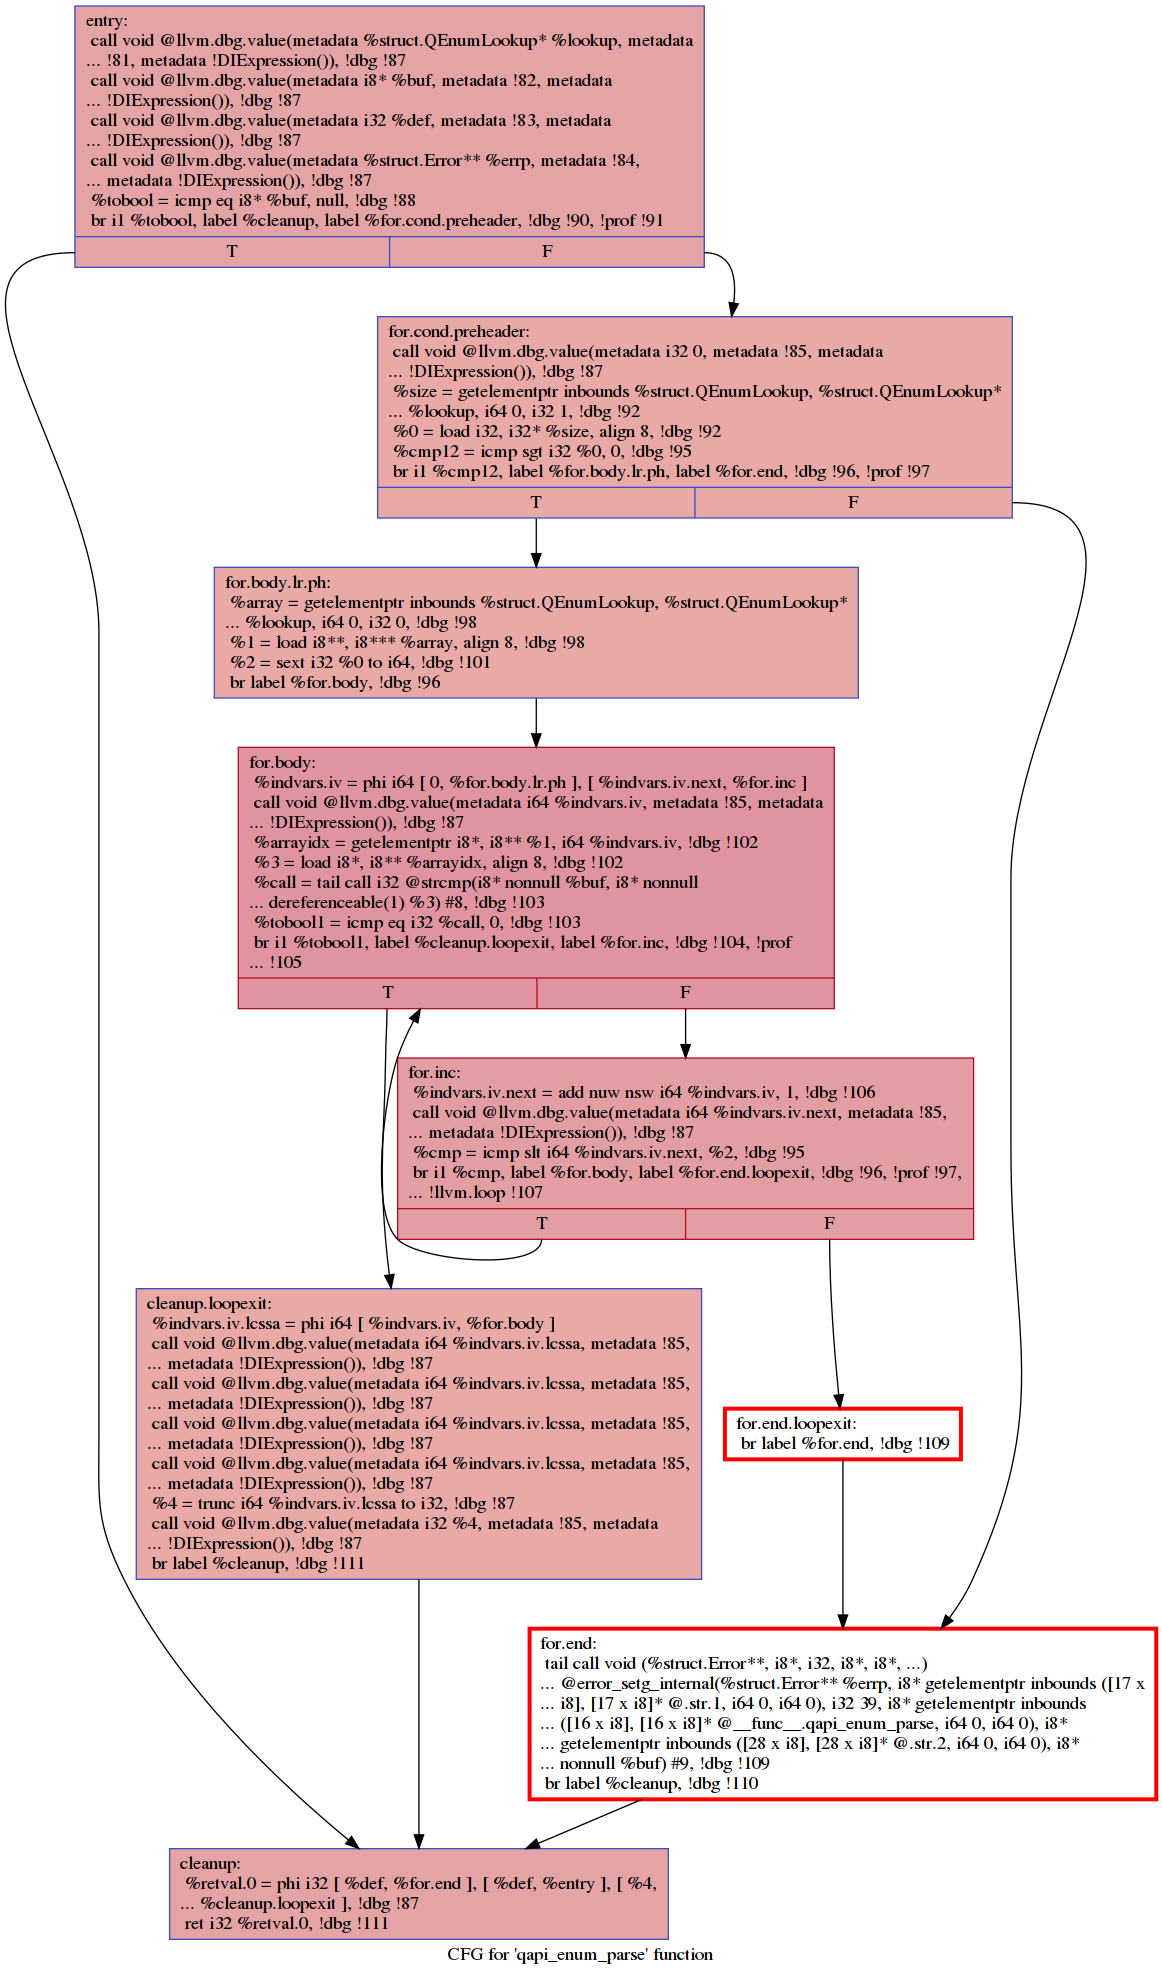 entry:
call void @llvm.dbg.value(metadata %struct.QEnumLookup* %lookup, metadata
... !81, metadata !DIExpression()), !dbg !87
call void @llvm.dbg.value(metadata i8* %buf, metadata !82, metadata
... !DIExpression()), !dbg !87
call void @llvm.dbg.value(metadata i32 %def, metadata !83, metadata
... !DIExpression()), !dbg !87
call void @llvm.dbg.value(metadata %struct.Error** %errp, metadata !84,
... metadata !DIExpression()), !dbg !87
%tobool = icmp eq i8* %buf, null, !dbg !88
br i1 %tobool, label %cleanup, label %for.cond.preheader, !dbg !90, !prof !91
T
F
for.cond.preheader:
call void @llvm.dbg.value(metadata i32 0, metadata !85, metadata
... !DIExpression()), !dbg !87
%size = getelementptr inbounds %struct.QEnumLookup, %struct.QEnumLookup*
... %lookup, i64 0, i32 1, !dbg !92
%0 = load i32, i32* %size, align 8, !dbg !92
%cmp12 = icmp sgt i32 %0, 0, !dbg !95
br i1 %cmp12, label %for.body.lr.ph, label %for.end, !dbg !96, !prof !97
T
F
for.body.lr.ph:
%array = getelementptr inbounds %struct.QEnumLookup, %struct.QEnumLookup*
... %lookup, i64 0, i32 0, !dbg !98
%1 = load i8**, i8*** %array, align 8, !dbg !98
%2 = sext i32 %0 to i64, !dbg !101
br label %for.body, !dbg !96
for.body:
%indvars.iv = phi i64 [ 0, %for.body.lr.ph ], [ %indvars.iv.next, %for.inc ]
call void @llvm.dbg.value(metadata i64 %indvars.iv, metadata !85, metadata
... !DIExpression()), !dbg !87
%arrayidx = getelementptr i8*, i8** %1, i64 %indvars.iv, !dbg !102
%3 = load i8*, i8** %arrayidx, align 8, !dbg !102
%call = tail call i32 @strcmp(i8* nonnull %buf, i8* nonnull
... dereferenceable(1) %3) #8, !dbg !103
%tobool1 = icmp eq i32 %call, 0, !dbg !103
br i1 %tobool1, label %cleanup.loopexit, label %for.inc, !dbg !104, !prof
... !105
T
F
for.inc:
%indvars.iv.next = add nuw nsw i64 %indvars.iv, 1, !dbg !106
call void @llvm.dbg.value(metadata i64 %indvars.iv.next, metadata !85,
... metadata !DIExpression()), !dbg !87
%cmp = icmp slt i64 %indvars.iv.next, %2, !dbg !95
br i1 %cmp, label %for.body, label %for.end.loopexit, !dbg !96, !prof !97,
... !llvm.loop !107
T
F
cleanup.loopexit:
%indvars.iv.lcssa = phi i64 [ %indvars.iv, %for.body ]
call void @llvm.dbg.value(metadata i64 %indvars.iv.lcssa, metadata !85,
... metadata !DIExpression()), !dbg !87
call void @llvm.dbg.value(metadata i64 %indvars.iv.lcssa, metadata !85,
... metadata !DIExpression()), !dbg !87
call void @llvm.dbg.value(metadata i64 %indvars.iv.lcssa, metadata !85,
... metadata !DIExpression()), !dbg !87
call void @llvm.dbg.value(metadata i64 %indvars.iv.lcssa, metadata !85,
... metadata !DIExpression()), !dbg !87
%4 = trunc i64 %indvars.iv.lcssa to i32, !dbg !87
call void @llvm.dbg.value(metadata i32 %4, metadata !85, metadata
... !DIExpression()), !dbg !87
br label %cleanup, !dbg !111
for.end.loopexit:
br label %for.end, !dbg !109
for.end:
tail call void (%struct.Error**, i8*, i32, i8*, i8*, ...)
... @error_setg_internal(%struct.Error** %errp, i8* getelementptr inbounds ([17 x
... i8], [17 x i8]* @.str.1, i64 0, i64 0), i32 39, i8* getelementptr inbounds
... ([16 x i8], [16 x i8]* @__func__.qapi_enum_parse, i64 0, i64 0), i8*
... getelementptr inbounds ([28 x i8], [28 x i8]* @.str.2, i64 0, i64 0), i8*
... nonnull %buf) #9, !dbg !109
br label %cleanup, !dbg !110
cleanup:
%retval.0 = phi i32 [ %def, %for.end ], [ %def, %entry ], [ %4,
... %cleanup.loopexit ], !dbg !87
ret i32 %retval.0, !dbg !111
CFG for 'qapi_enum_parse' function